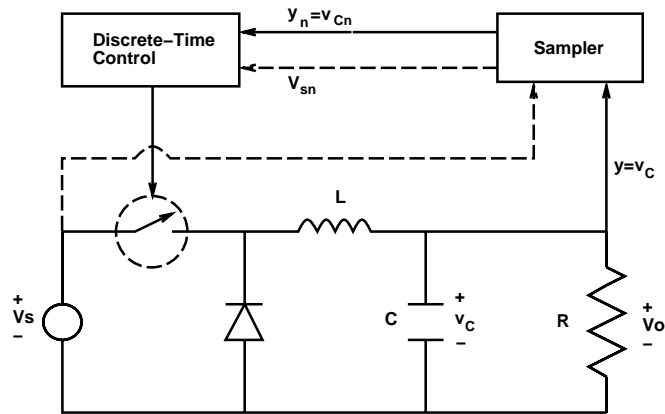 Discrete–Time
Control
y_n=v_Cn
V_sn
Sampler
y=v_C
L
+
Vs
–
C
+
v_C
–
R
+
Vo
–